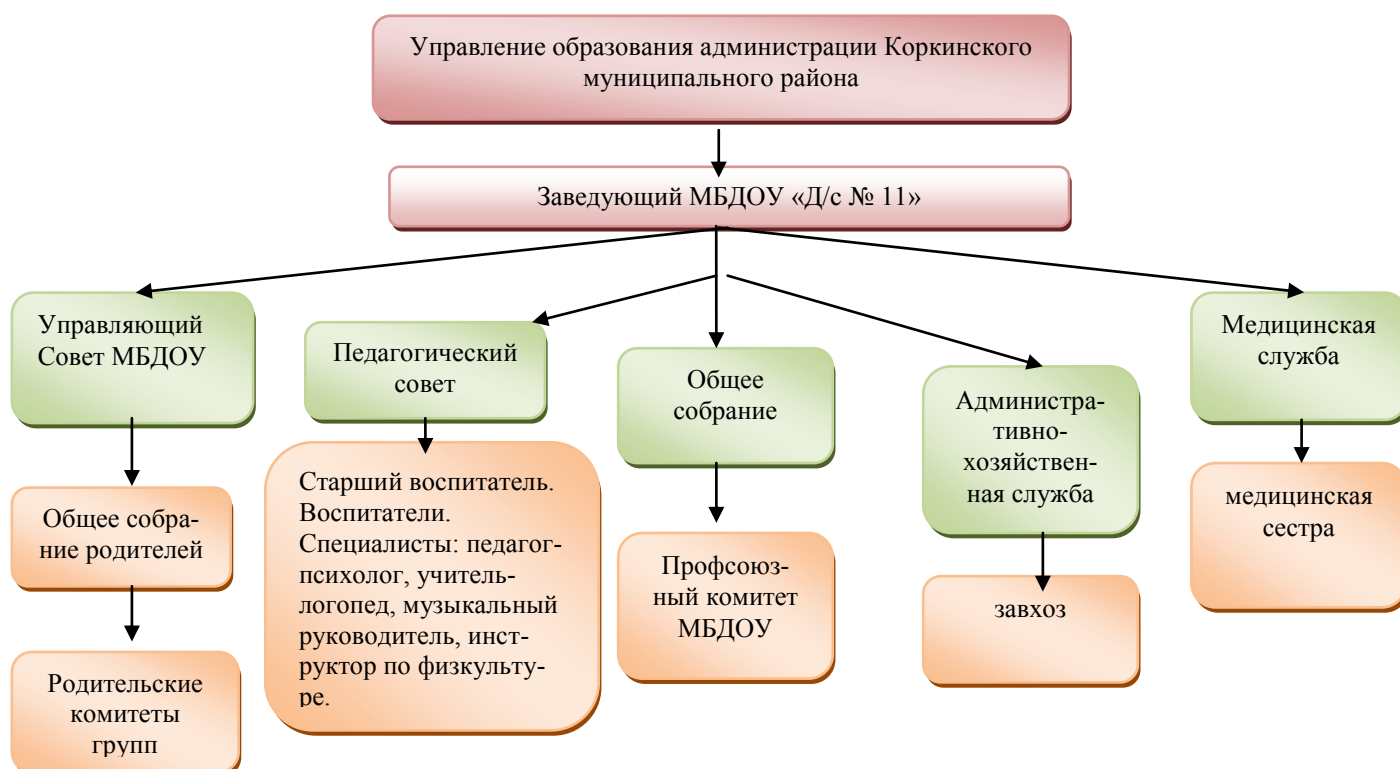 Управление образования администрации Коркинского
муниципального района
Заведующий МБДОУ «Д/с № 11»
Управляющий
Совет МБДОУ
Педагогический
совет
Общее
собрание
Администра-
тивно-
хозяйствен-
ная служба
Медицинская
служба
Общее собра-
ние родителей
Родительские
комитеты
групп
Старший воспитатель.
Воспитатели.
Специалисты: педагог-
психолог, учитель-
логопед, музыкальный
руководитель, инст-
руктор по физкульту-
ре.
Профсоюз-
ный комитет
МБДОУ
завхоз
медицинская
сестра